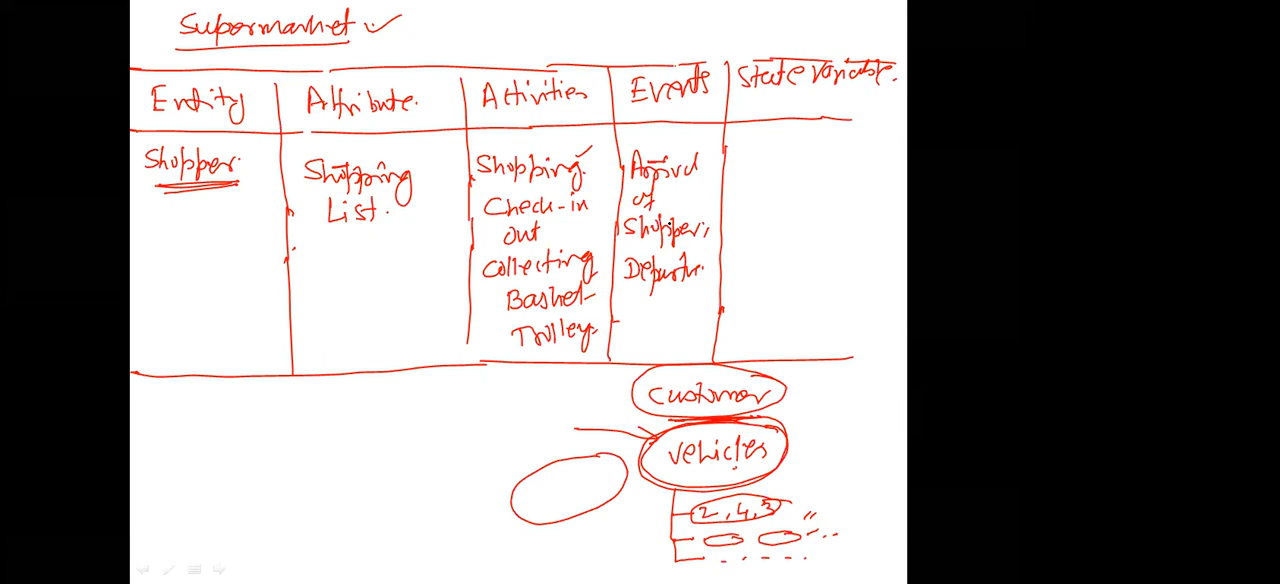 Supermarket
Entity Attribute. Activities Events State variable.
Shopper.
Shopping
List.
Shopping.
Check-in
out
Collecting
Basket
Trolley.
Arrival
of
Shopper,
Departure.
Customer
Vehicles
2, 4, 3 "